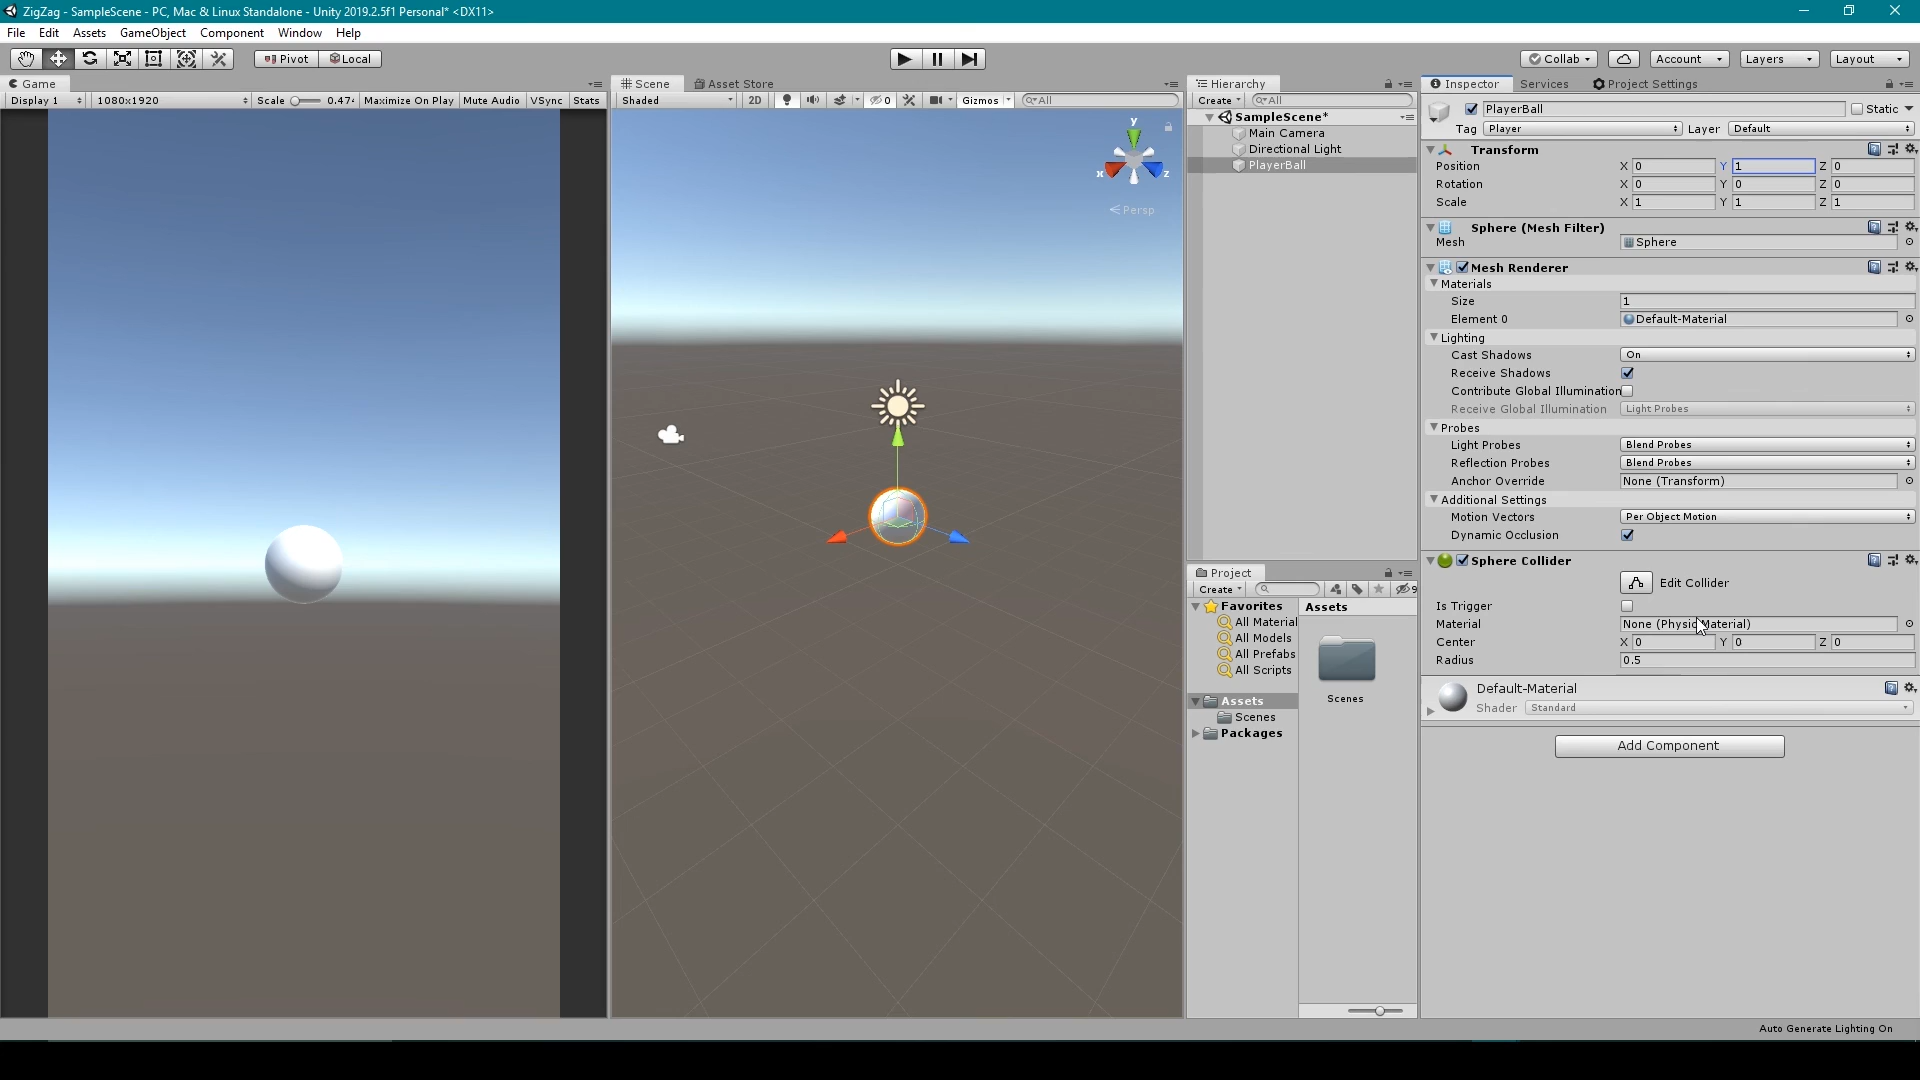 ZigZag - SampleScene - PC, Mac & Linux Standalone - Unity 2019.2.5f1 Personal* <DX11>
File Edit Assets GameObject Component Window Help
Pivot Local Collab Account Layers Layout
Game
Display 1 1080x1920 Scale 0.47 Maximize On Play Mute Audio VSync Stats
Scene Asset Store
Shaded 2D 0 Gizmos All
y
x
z
Persp
Hierarchy
Create All
SampleScene*
Main Camera
Directional Light
PlayerBall
Project
Create 9
Favorites
All Material
All Models
All Prefabs
All Scripts
Assets
Scenes
Packages
Assets
Scenes
Inspector Services Project Settings
PlayerBall Static
Tag Player Layer Default
Transform
Position X 0 Y 1 Z 0
Rotation X 0 Y 0 Z 0
Scale X 1 Y 1 Z 1
Sphere (Mesh Filter)
Mesh Sphere
Mesh Renderer
Materials
Size 1
Element 0 Default-Material
Lighting
Cast Shadows On
Receive Shadows
Contribute Global Illumination
Receive Global Illumination Light Probes
Probes
Light Probes Blend Probes
Reflection Probes Blend Probes
Anchor Override None (Transform)
Additional Settings
Motion Vectors Per Object Motion
Dynamic Occlusion
Sphere Collider
Edit Collider
Is Trigger
Material None (Physic Material)
Center X 0 Y 0 Z 0
Radius 0.5
Default-Material
Shader Standard
Add Component
Auto Generate Lighting On